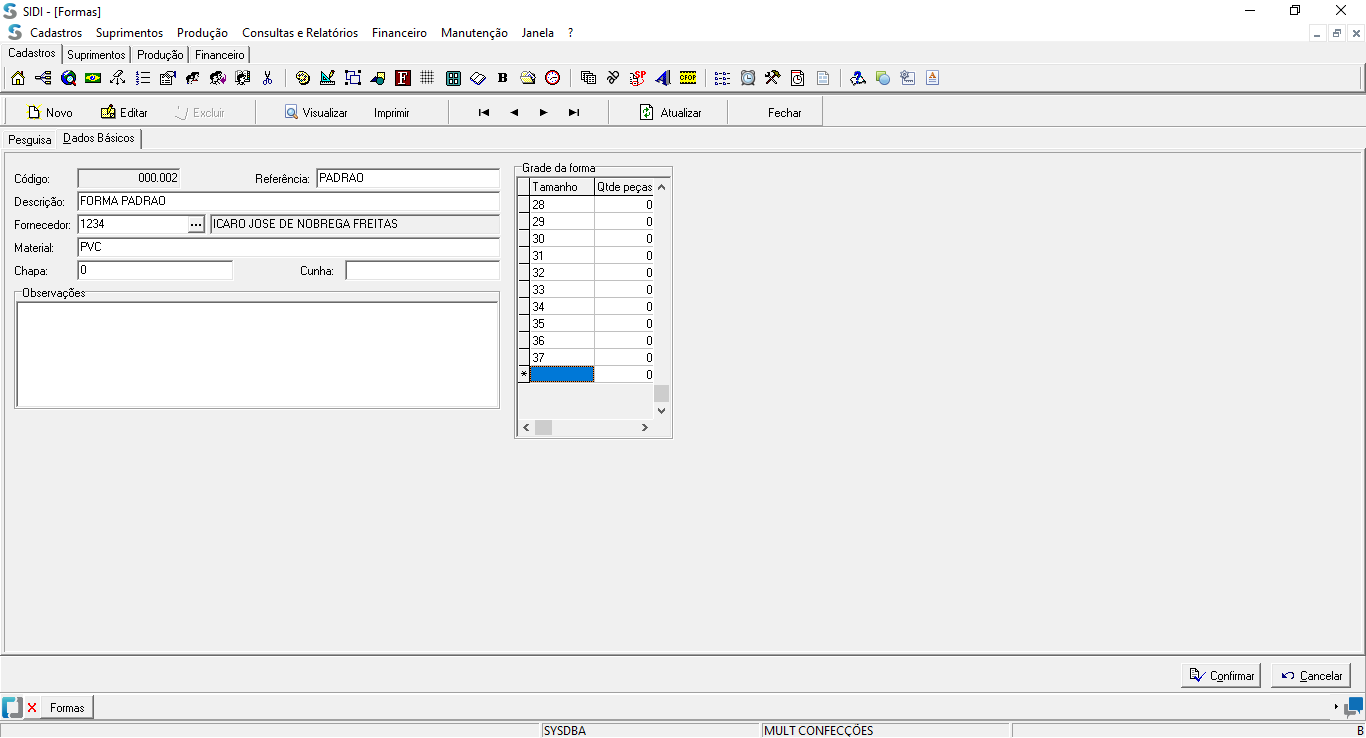 SIDI - [Formas]
Cadastros Suprimentos Produção Consultas e Relatórios Financeiro Manutenção Janela ?
Cadastros Suprimentos Produção Financeiro
F B SP CFOP A
Novo Editar Excluir Visualizar Imprimir Atualizar Fechar
Pesquisa Dados Básicos
Código: 000.002 Referência: PADRAO
Descrição: FORMA PADRAO
Fornecedor: 1234 ... ICARO JOSE DE NOBREGA FREITAS
Material: PVC
Chapa: 0 Cunha:
Observações
Grade da forma
Tamanho Qtde peças
28 0
29 0
30 0
31 0
32 0
33 0
34 0
35 0
36 0
37 0
* 0
Confirmar Cancelar
Formas
SYSDBA MULT CONFECÇÕES B